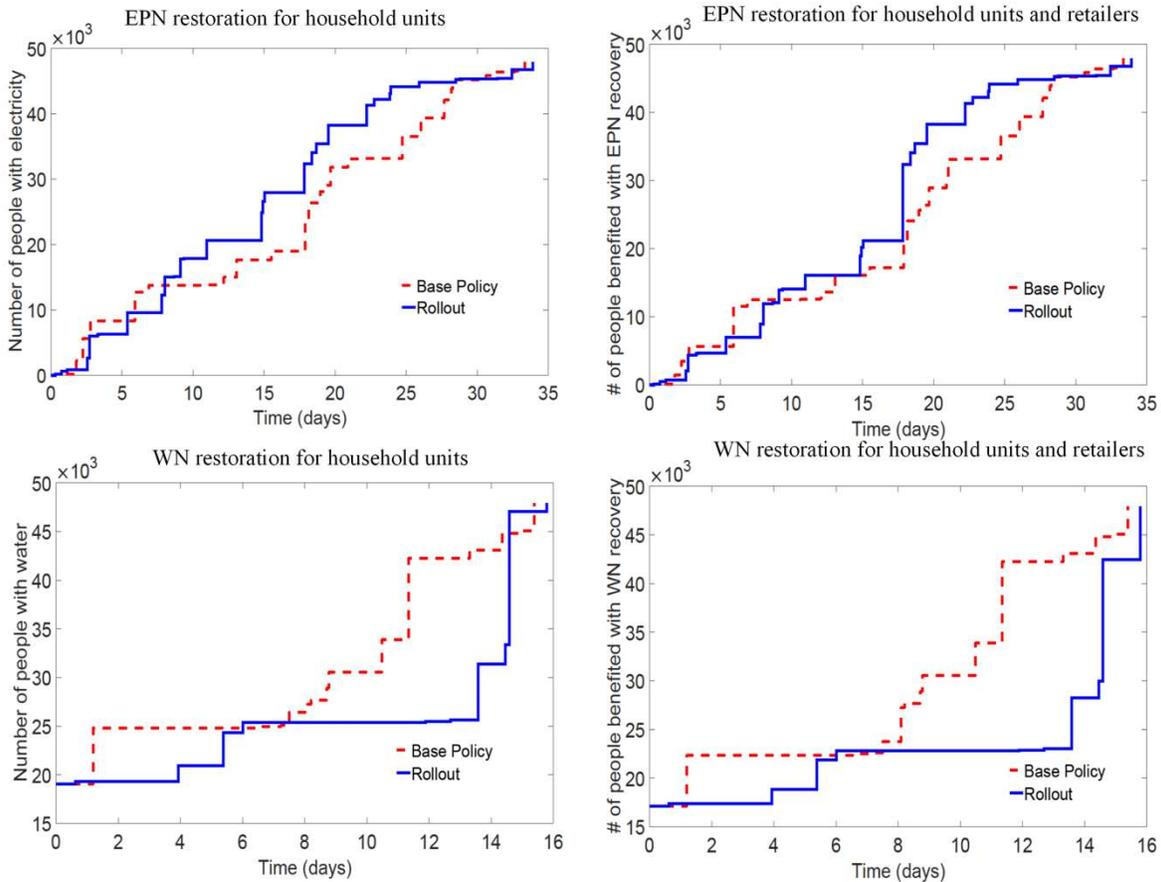 EPN restoration for household units
×10³
50
40
30
20
10
0
Number of people with electricity
Base Policy
Rollout
0 5 10 15 20 25 30 35
Time (days)
EPN restoration for household units and retailers
×10³
50
40
30
20
10
0
# of people benefited with EPN recovery
Base Policy
Rollout
0 5 10 15 20 25 30 35
Time (days)
WN restoration for household units
×10³
50
45
40
35
30
25
20
15
Number of people with water
Base Policy
Rollout
0 2 4 6 8 10 12 14 16
Time (days)
WN restoration for household units and retailers
×10³
50
45
40
35
30
25
20
15
# of people benefited with WN recovery
Base Policy
Rollout
0 2 4 6 8 10 12 14 16
Time (days)